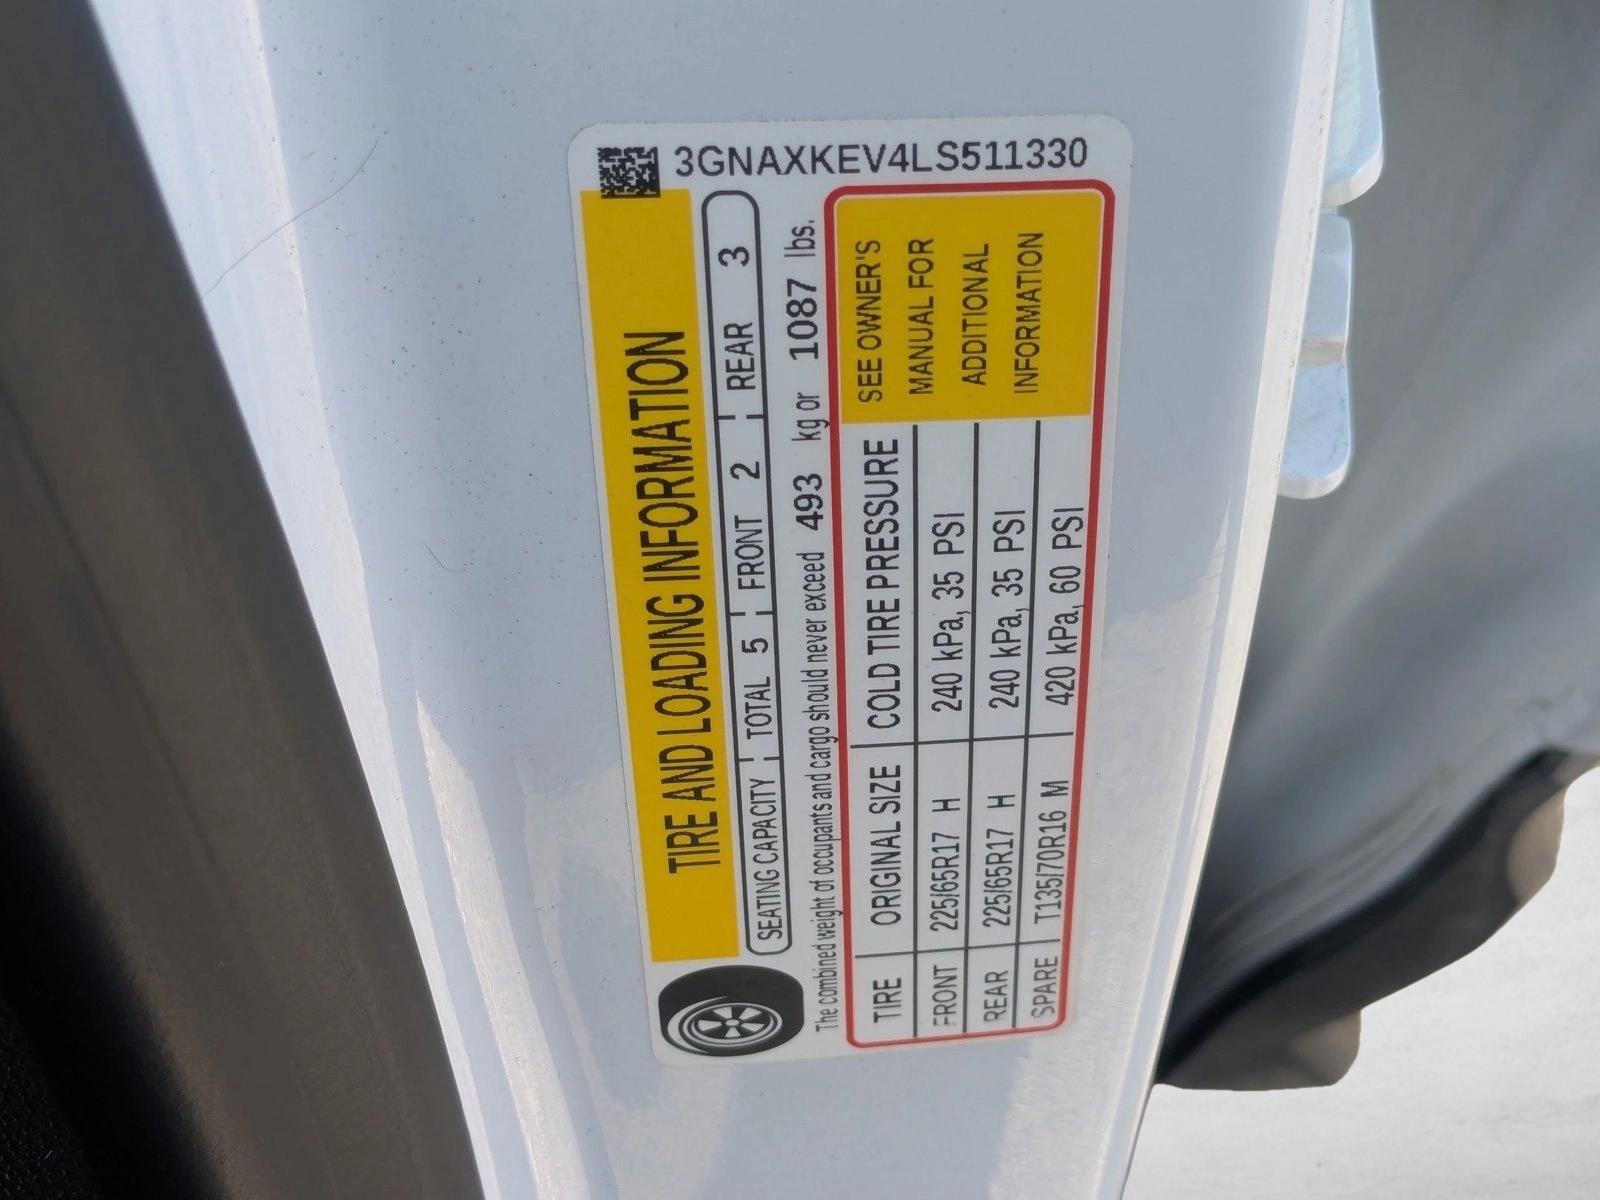 3GNAXKEV4LS511330
TIRE AND LOADING INFORMATION
SEATING CAPACITY TOTAL 5 FRONT 2 REAR 3
The combined weight of occupants and cargo should never exceed 493 kg or 1087 lbs.
TIRE ORIGINAL SIZE COLD TIRE PRESSURE
FRONT 225/65R17 H 240 kPa, 35 PSI
REAR 225/65R17 H 240 kPa, 35 PSI
SPARE T135/70R16 M 420 kPa, 60 PSI
SEE OWNER'S
MANUAL FOR
ADDITIONAL
INFORMATION